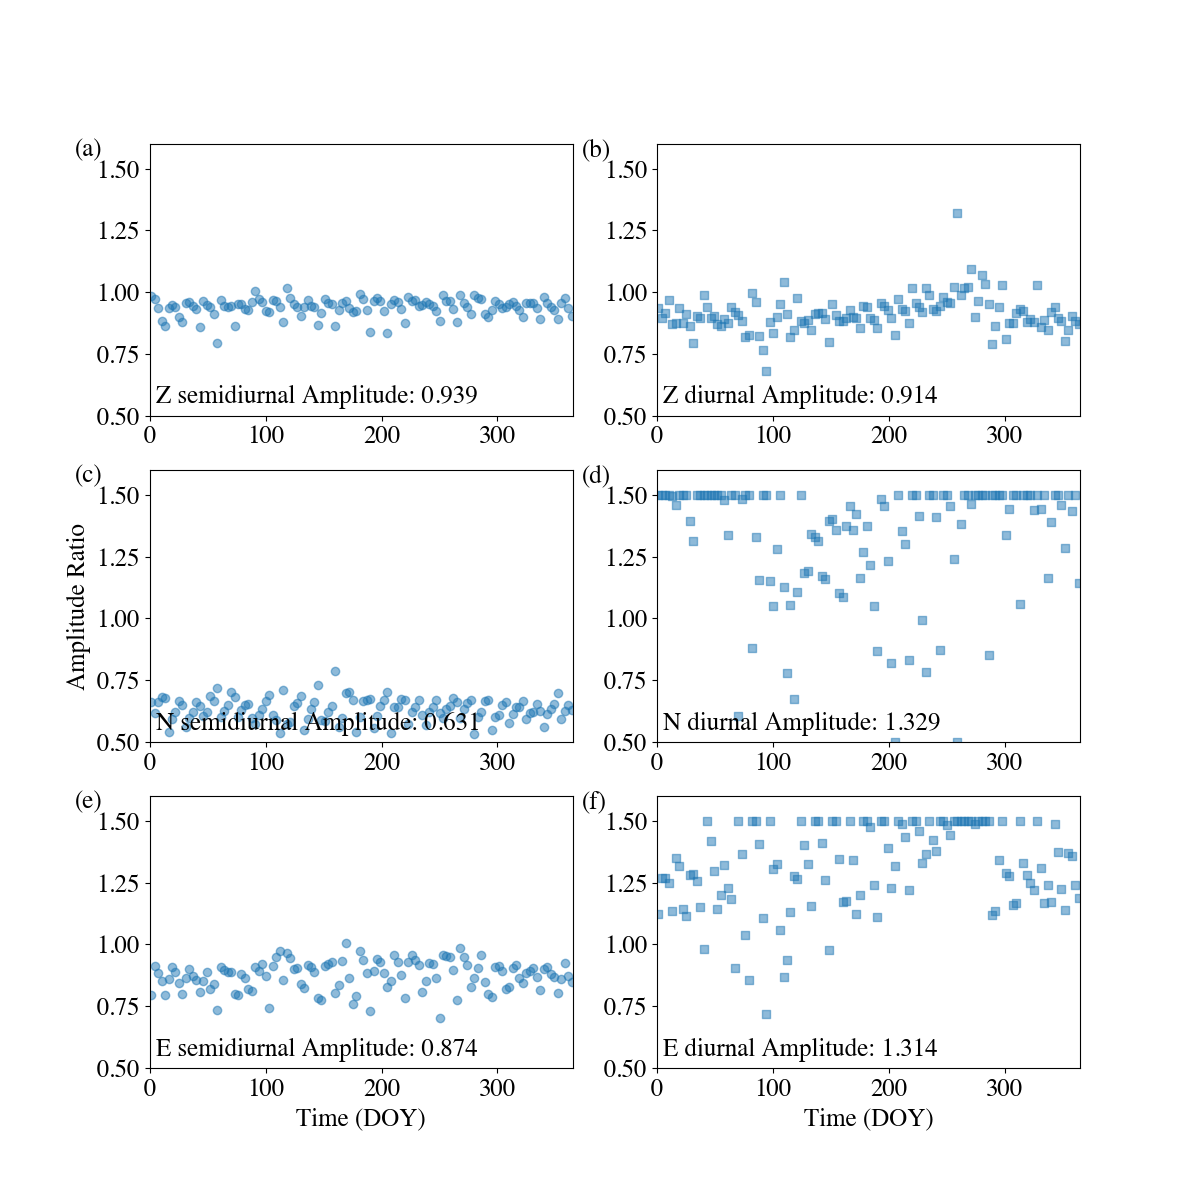 (a)
1.50
1.25
1.00
0.75
0.50
Z semidiurnal Amplitude: 0.939
0 100 200 300
(b)
1.50
1.25
1.00
0.75
0.50
Z diurnal Amplitude: 0.914
0 100 200 300
Amplitude Ratio
(c)
1.50
1.25
1.00
0.75
0.50
N semidiurnal Amplitude: 0.631
0 100 200 300
(d)
1.50
1.25
1.00
0.75
0.50
N diurnal Amplitude: 1.329
0 100 200 300
(e)
1.50
1.25
1.00
0.75
0.50
E semidiurnal Amplitude: 0.874
0 100 200 300
Time (DOY)
(f)
1.50
1.25
1.00
0.75
0.50
E diurnal Amplitude: 1.314
0 100 200 300
Time (DOY)